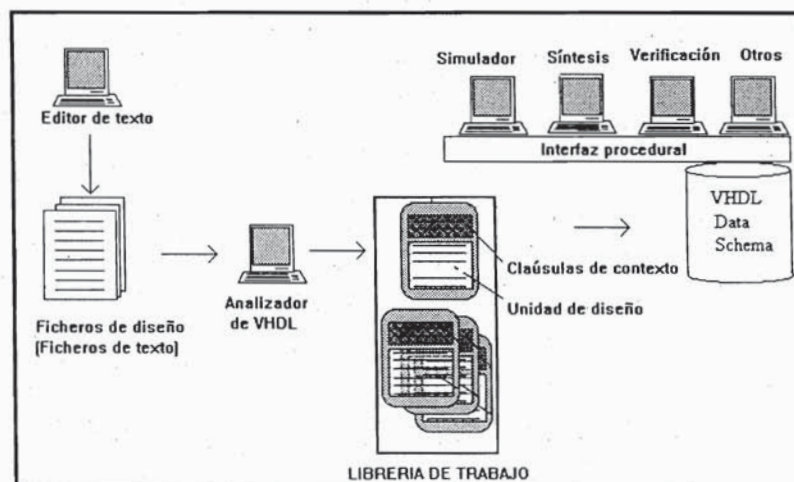 Simulador Síntesis Verificación Otros
Editor de texto
Interfaz procedural
VHDL
Data
Schema
Claúsulas de contexto
Unidad de diseño
Analizador
de VHDL
Ficheros de diseño
(Ficheros de texto)
LIBRERIA DE TRABAJO